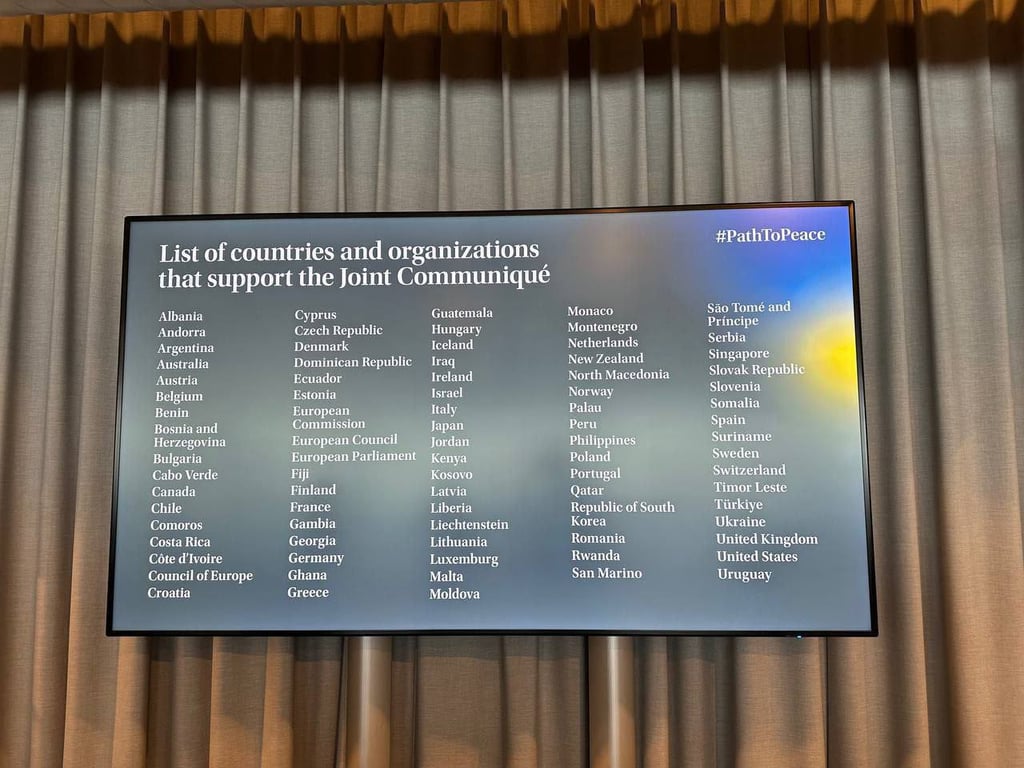 List of countries and organizations
that support the Joint Communiqué
#PathToPeace
Albania
Andorra
Argentina
Australia
Austria
Belgium
Benin
Bosnia and
Herzegovina
Bulgaria
Cabo Verde
Canada
Chile
Comoros
Costa Rica
Côte d'Ivoire
Council of Europe
Croatia
Cyprus
Czech Republic
Denmark
Dominican Republic
Ecuador
Estonia
European
Commission
European Council
European Parliament
Fiji
Finland
France
Gambia
Georgia
Germany
Ghana
Greece
Guatemala
Hungary
Iceland
Iraq
Ireland
Israel
Italy
Japan
Jordan
Kenya
Kosovo
Latvia
Liberia
Liechtenstein
Lithuania
Luxemburg
Malta
Moldova
Monaco
Montenegro
Netherlands
New Zealand
North Macedonia
Norway
Palau
Peru
Philippines
Poland
Portugal
Qatar
Republic of South
Korea
Romania
Rwanda
San Marino
São Tomé and
Príncipe
Serbia
Singapore
Slovak Republic
Slovenia
Somalia
Spain
Suriname
Sweden
Switzerland
Timor Leste
Türkiye
Ukraine
United Kingdom
United States
Uruguay